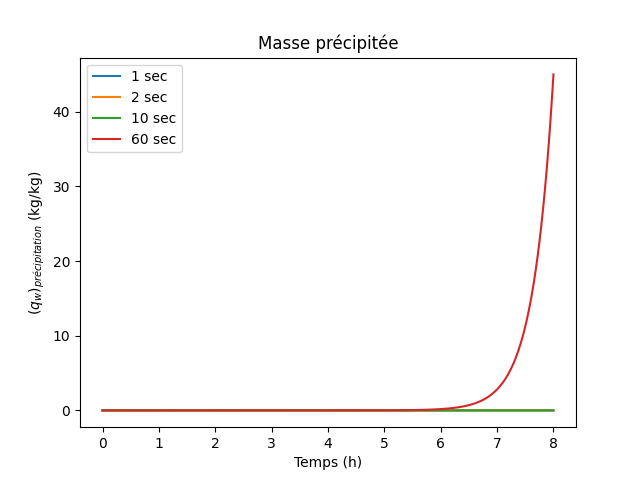 Masse précipitée
1 sec
2 sec
10 sec
60 sec
40
30
20
10
0
(q_w)_précipitation (kg/kg)
0 1 2 3 4 5 6 7 8
Temps (h)